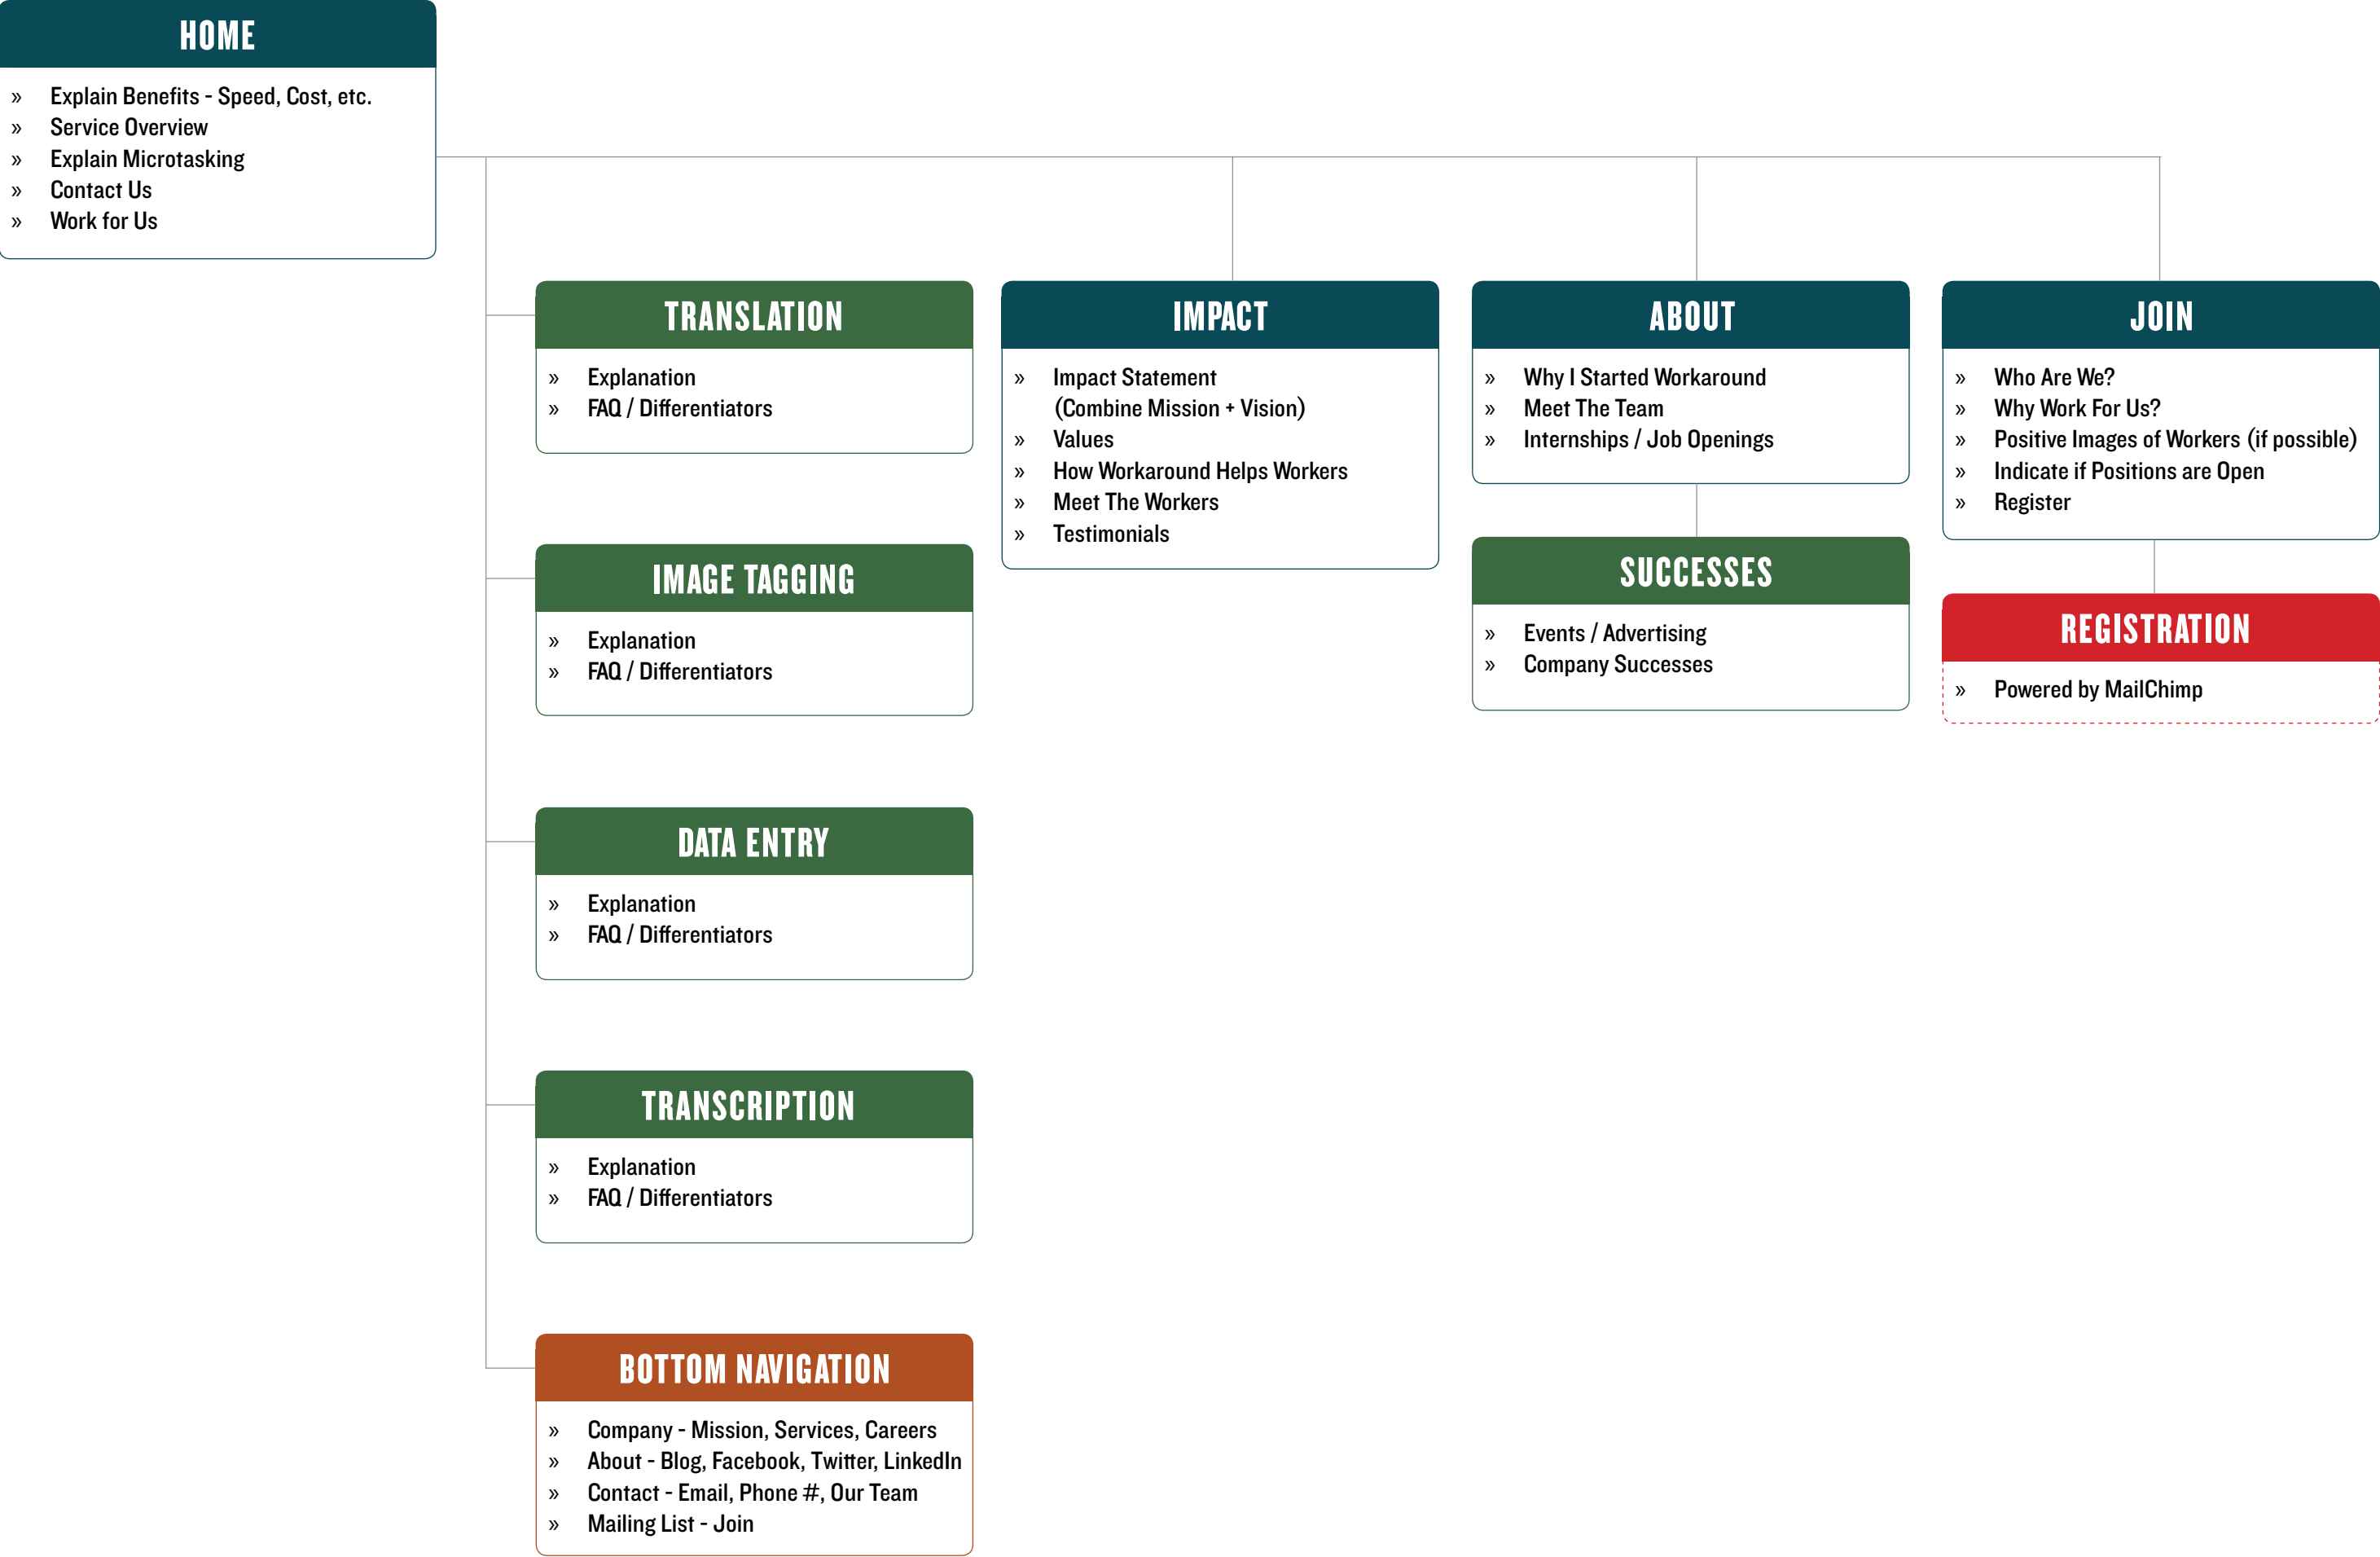 HOME
» Explain Benefits - Speed, Cost, etc.
» Service Overview
» Explain Microtasking
» Contact Us
» Work for Us
TRANSLATION
» Explanation
» FAQ / Differentiators
IMAGE TAGGING
» Explanation
» FAQ / Differentiators
DATA ENTRY
» Explanation
» FAQ / Differentiators
TRANSCRIPTION
» Explanation
» FAQ / Differentiators
BOTTOM NAVIGATION
» Company - Mission, Services, Careers
» About - Blog, Facebook, Twitter, LinkedIn
» Contact - Email, Phone #, Our Team
» Mailing List - Join
IMPACT
» Impact Statement
(Combine Mission + Vision)
» Values
» How Workaround Helps Workers
» Meet The Workers
» Testimonials
ABOUT
» Why I Started Workaround
» Meet The Team
» Internships / Job Openings
SUCCESSES
» Events / Advertising
» Company Successes
JOIN
» Who Are We?
» Why Work For Us?
» Positive Images of Workers (if possible)
» Indicate if Positions are Open
» Register
REGISTRATION
» Powered by MailChimp